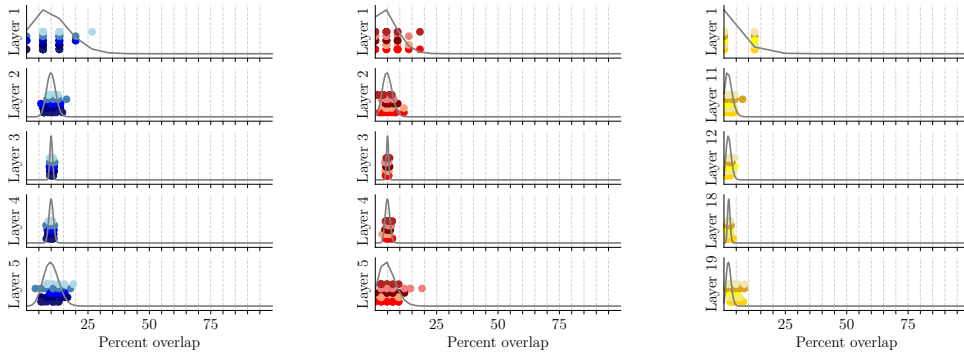 Layer 1
Layer 1
Layer 1
Layer 2
Layer 2
Layer 11
Layer 3
Layer 3
Layer 12
Layer 4
Layer 4
Layer 18
Layer 5
Layer 5
Layer 19
25 50 75
25 50 75
25 50 75
Percent overlap
Percent overlap
Percent overlap